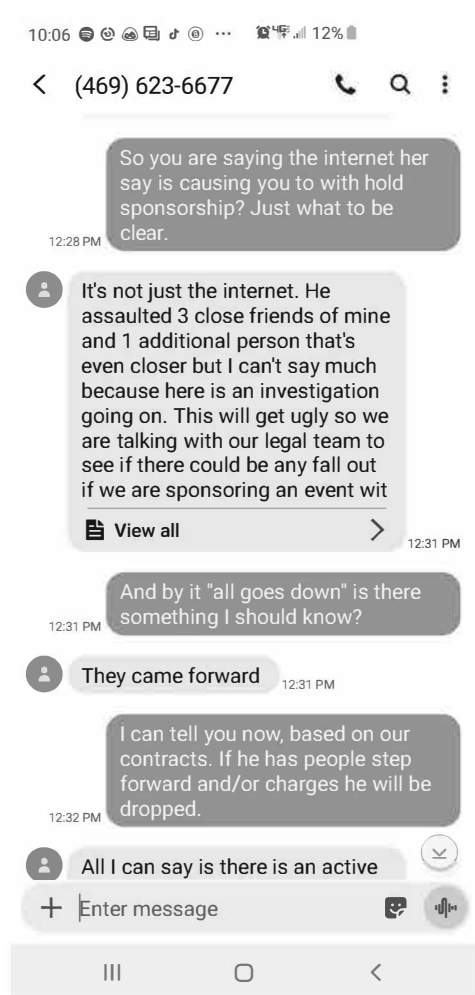 10:06 ... 12%
(469) 623-6677
So you are saying the internet her
say is causing you to with hold
sponsorship? Just what to be
clear.
12:28 PM
It's not just the internet. He
assaulted 3 close friends of mine
and 1 additional person that's
even closer but I can't say much
because here is an investigation
going on. This will get ugly so we
are talking with our legal team to
see if there could be any fall out
if we are sponsoring an event wit
View all
12:31 PM
And by it "all goes down" is there
something I should know?
12:31 PM
They came forward
12:31 PM
I can tell you now, based on our
contracts. If he has people step
forward and/or charges he will be
dropped.
12:32 PM
All I can say is there is an active
Enter message